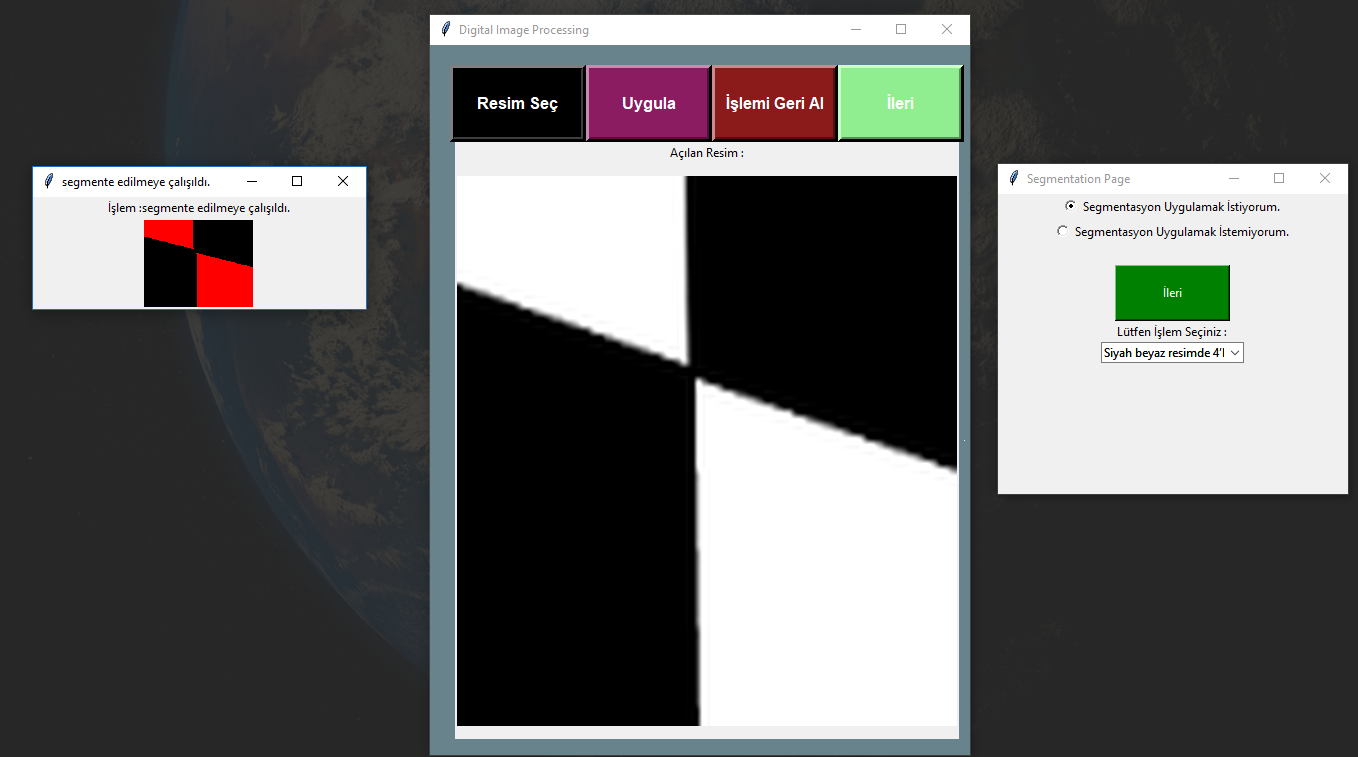 segmente edilmeye çalışıldı.
İşlem :segmente edilmeye çalışıldı.
Digital Image Processing
Resim Seç
Uygula
İşlemi Geri Al
İleri
Açılan Resim :
Segmentation Page
Segmentasyon Uygulamak İstiyorum.
Segmentasyon Uygulamak İstemiyorum.
İleri
Lütfen İşlem Seçiniz :
Siyah beyaz resimde 4'l